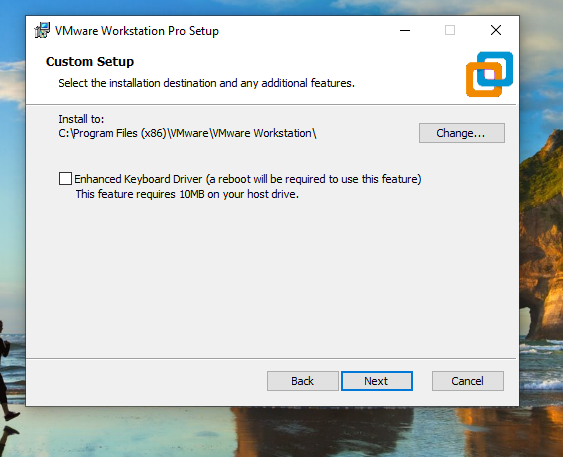 VMware Workstation Pro Setup
Custom Setup
Select the installation destination and any additional features.
Install to:
C:\Program Files (x86)\VMware\VMware Workstation\
Change...
Enhanced Keyboard Driver (a reboot will be required to use this feature)
This feature requires 10MB on your host drive.
Back
Next
Cancel